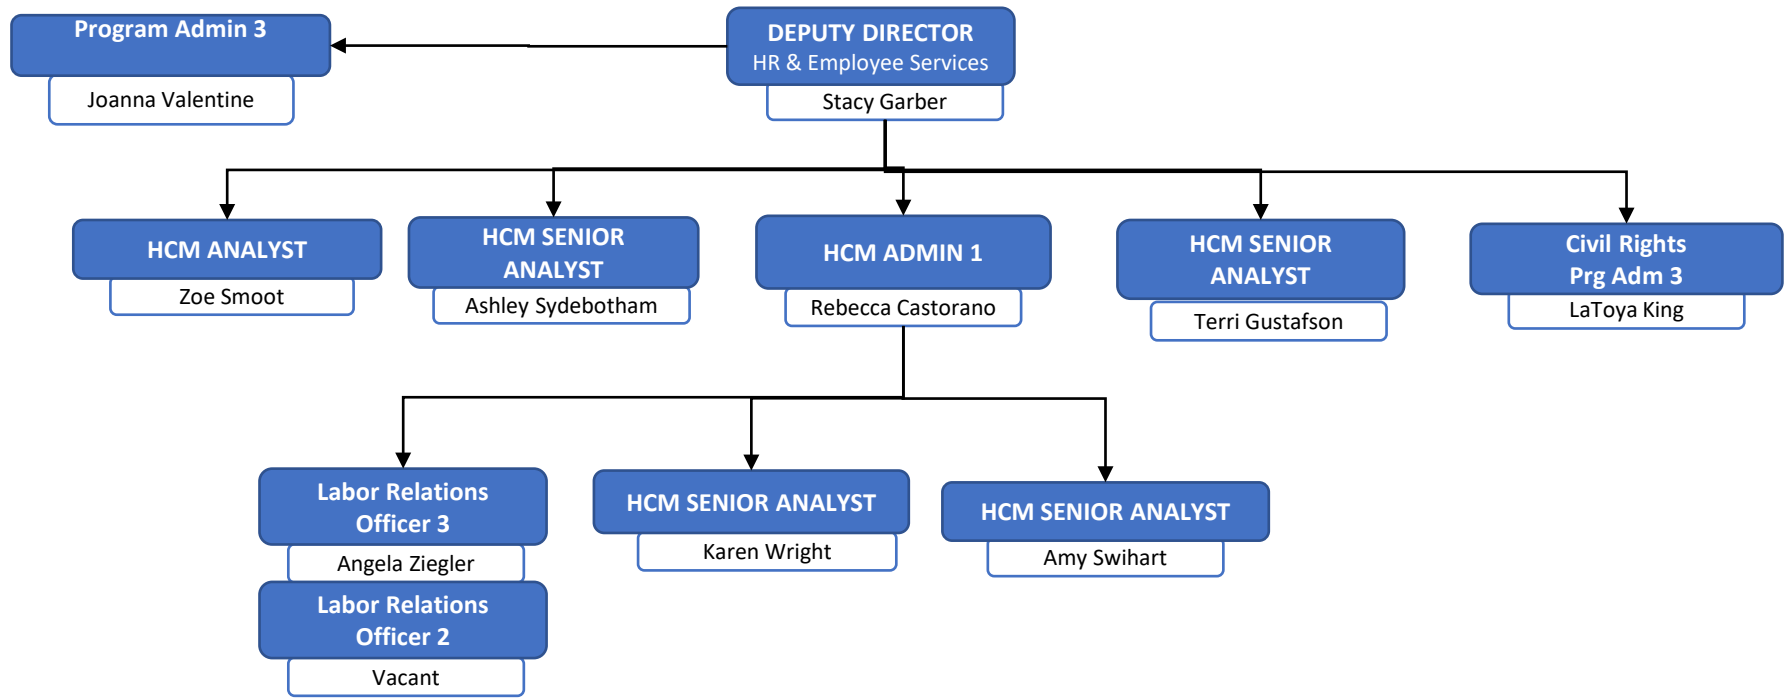 Program Admin 3
Joanna Valentine
DEPUTY DIRECTOR
HR & Employee Services
Stacy Garber
HCM ANALYST
Zoe Smoot
HCM SENIOR
ANALYST
Ashley Sydebotham
HCM ADMIN 1
Rebecca Castorano
HCM SENIOR
ANALYST
Terri Gustafson
Civil Rights
Prg Adm 3
LaToya King
Labor Relations
Officer 3
Angela Ziegler
Labor Relations
Officer 2
Vacant
HCM SENIOR ANALYST
Karen Wright
HCM SENIOR ANALYST
Amy Swihart